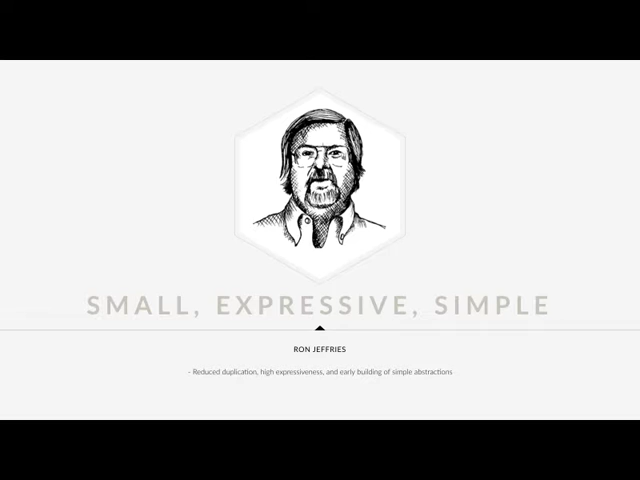 SMALL, EXPRESSIVE, SIMPLE
RON JEFFRIES
- Reduced duplication, high expressiveness, and early building of simple abstractions